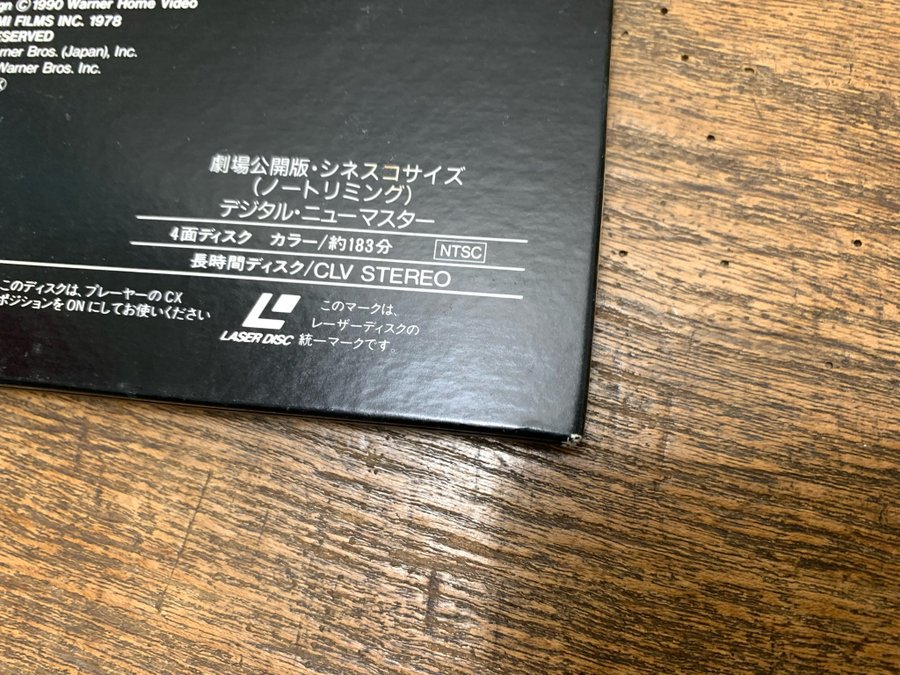 gn ©1990 Warner Home Video
MI FILMS INC. 1978
RESERVED
rner Bros. (Japan), Inc.
Warner Bros. Inc.
劇場公開版・シネスコサイズ
(ノートリミング)
デジタル・ニューマスター
4面ディスク カラー/約183分 NTSC
長時間ディスク/CLV STEREO
このディスクは、プレーヤーのCX
ポジションをONにしてお使いください
LASER DISC
このマークは、
レーザーディスクの
統一マークです。